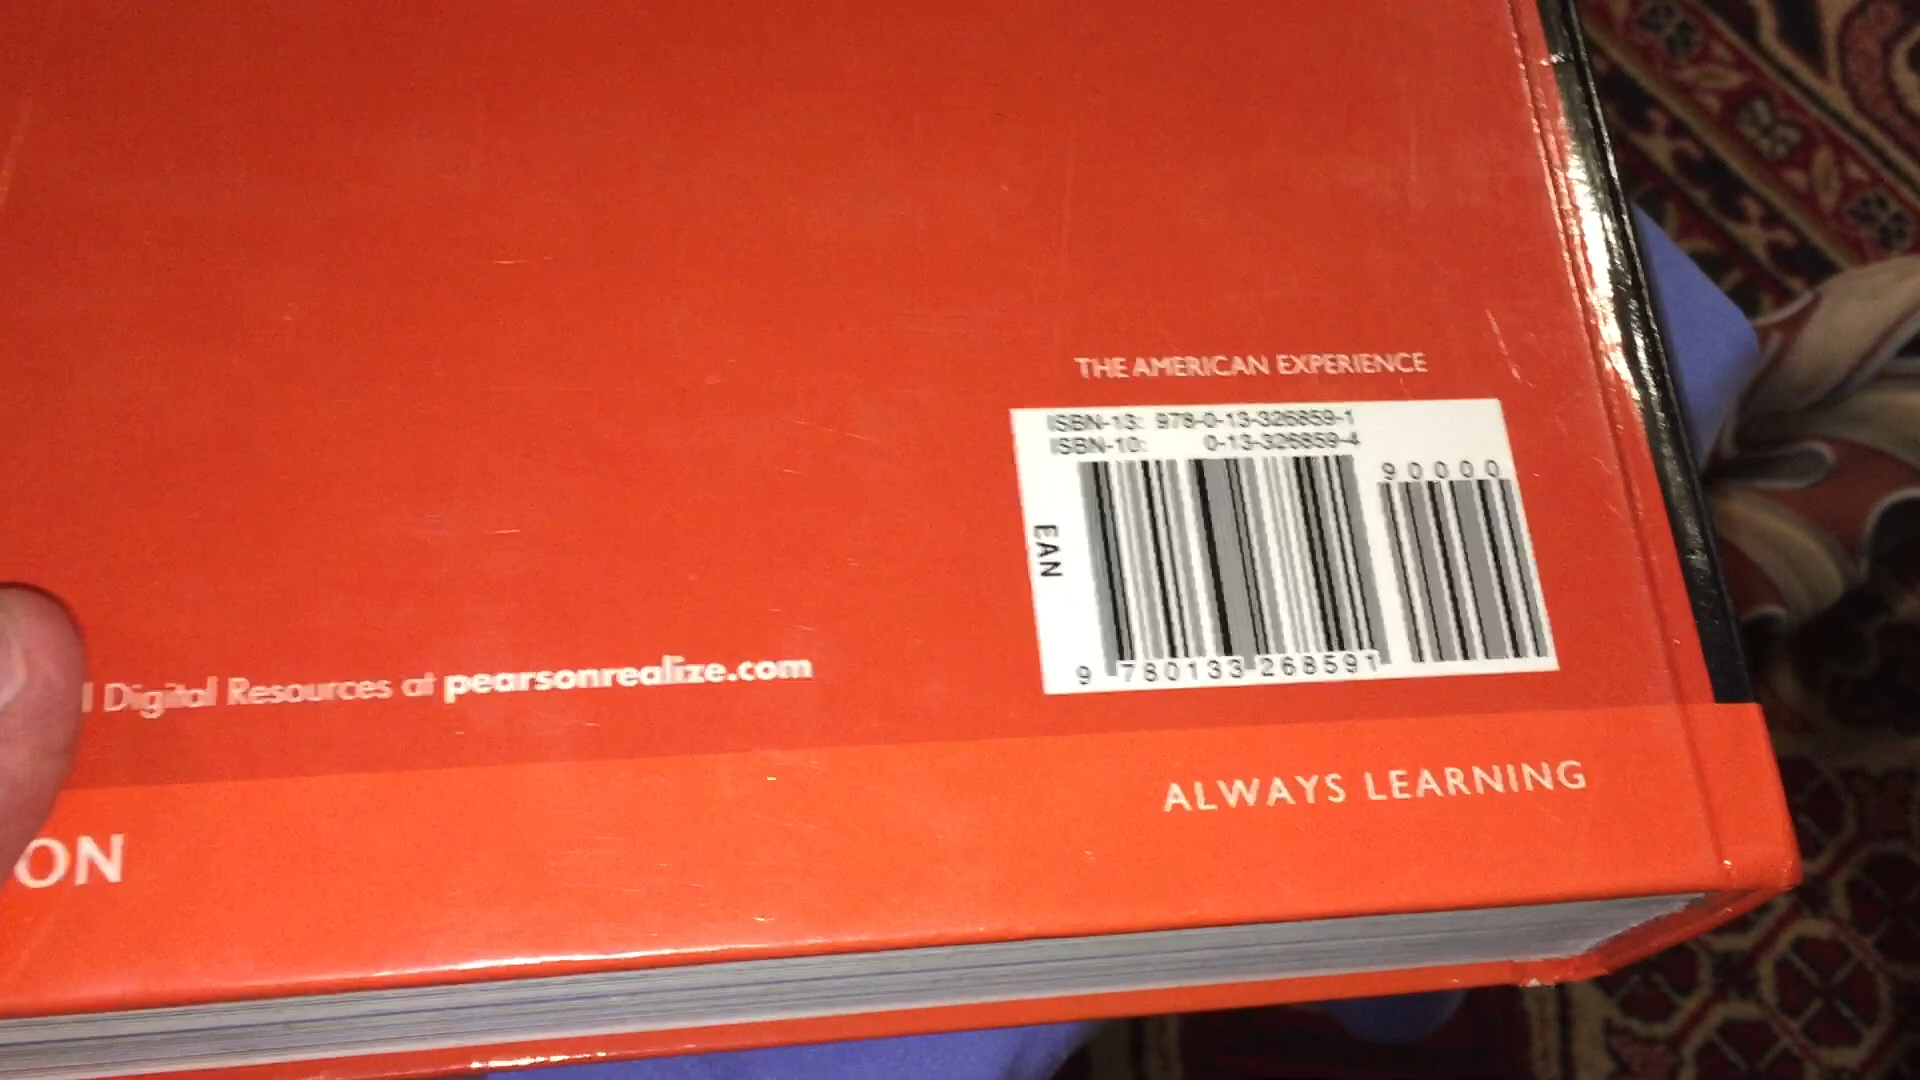 THE AMERICAN EXPERIENCE
ISBN-13: 978-0-13-326859-1
ISBN-10: 0-13-326859-4
90000
EAN
9 780133 268591
Digital Resources at pearsonrealize.com
ALWAYS LEARNING
ON